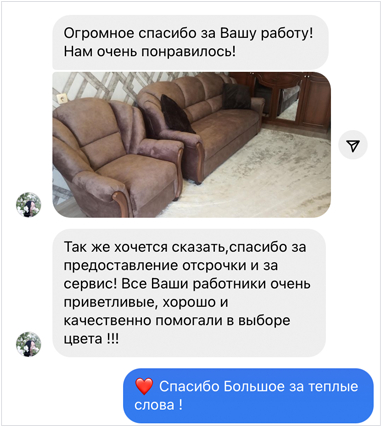 Огромное спасибо за Вашу работу!
Нам очень понравилось!
Так же хочется сказать,спасибо за
предоставление отсрочки и за
сервис! Все Ваши работники очень
приветливые, хорошо и
качественно помогали в выборе
цвета !!!
❤️ Спасибо Большое за теплые
слова !